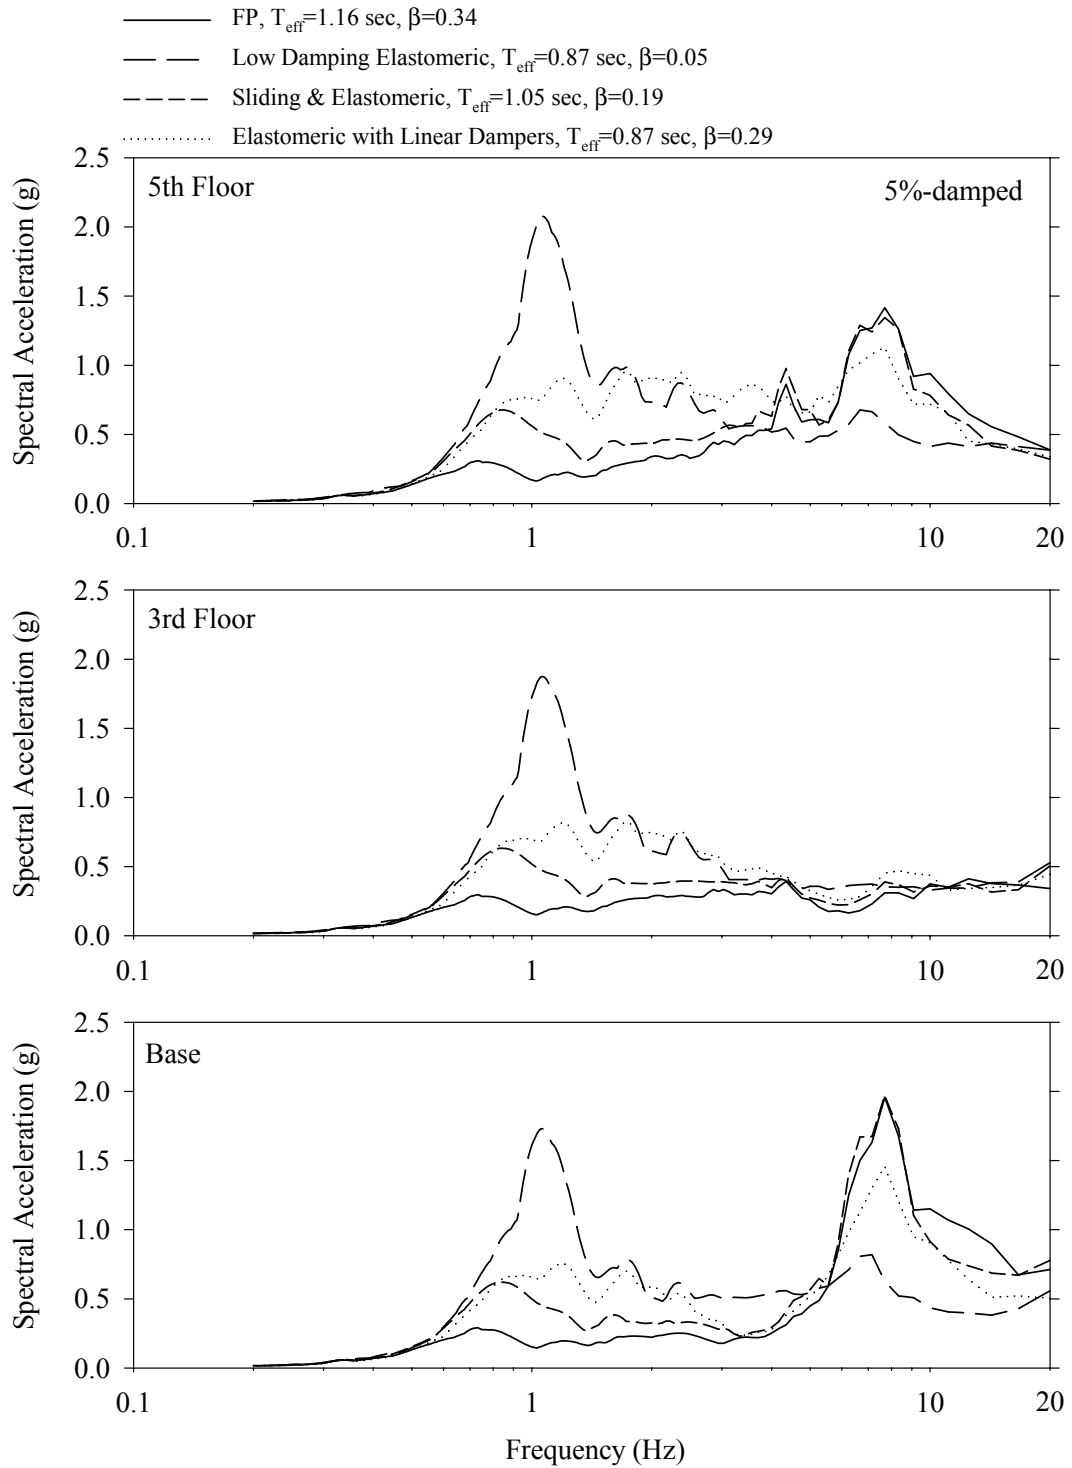 FP, Teff=1.16 sec, β=0.34
Low Damping Elastomeric, Teff=0.87 sec, β=0.05
Sliding & Elastomeric, Teff=1.05 sec, β=0.19
Elastomeric with Linear Dampers, Teff=0.87 sec, β=0.29
Spectral Acceleration (g)
2.5
2.0
1.5
1.0
0.5
0.0
5th Floor
5%-damped
0.1 1 10 20
Spectral Acceleration (g)
2.5
2.0
1.5
1.0
0.5
0.0
3rd Floor
0.1 1 10 20
Spectral Acceleration (g)
2.5
2.0
1.5
1.0
0.5
0.0
Base
0.1 1 10 20
Frequency (Hz)